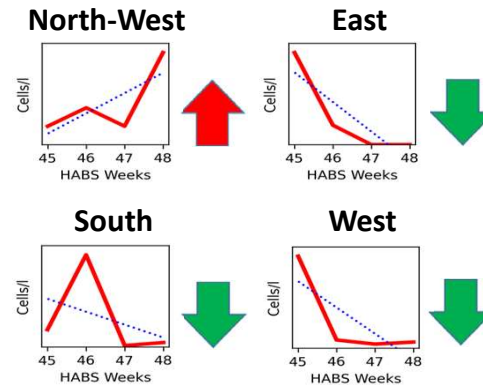 North-West
Cells/l
45 46 47 48
HABS Weeks
East
Cells/l
45 46 47 48
HABS Weeks
South
Cells/l
45 46 47 48
HABS Weeks
West
Cells/l
45 46 47 48
HABS Weeks